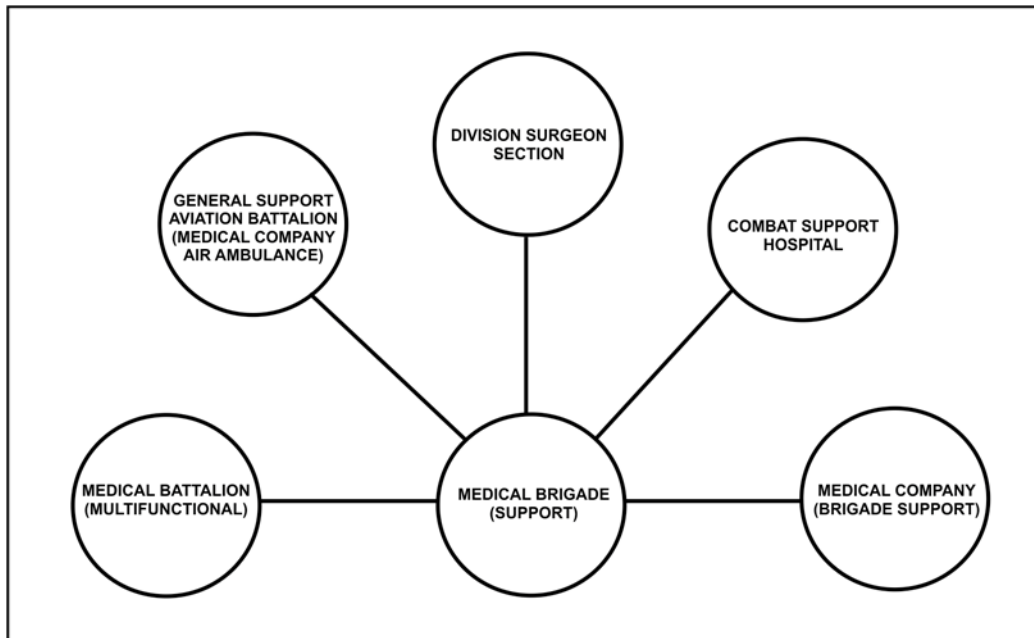 DIVISION SURGEON
SECTION
GENERAL SUPPORT
AVIATION BATTALION
(MEDICAL COMPANY
AIR AMBULANCE)
COMBAT SUPPORT
HOSPITAL
MEDICAL BATTALION
(MULTIFUNCTIONAL)
MEDICAL BRIGADE
(SUPPORT)
MEDICAL COMPANY
(BRIGADE SUPPORT)